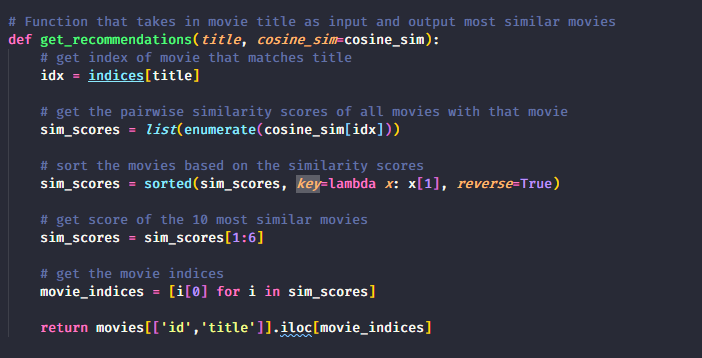 # Function that takes in movie title as input and output most similar movies
def get_recommendations(title, cosine_sim=cosine_sim):
# get index of movie that matches title
idx = indices[title]
# get the pairwise similarity scores of all movies with that movie
sim_scores = list(enumerate(cosine_sim[idx]))
# sort the movies based on the similarity scores
sim_scores = sorted(sim_scores, key=lambda x: x[1], reverse=True)
# get score of the 10 most similar movies
sim_scores = sim_scores[1:6]
# get the movie indices
movie_indices = [i[0] for i in sim_scores]
return movies[['id','title']].iloc[movie_indices]